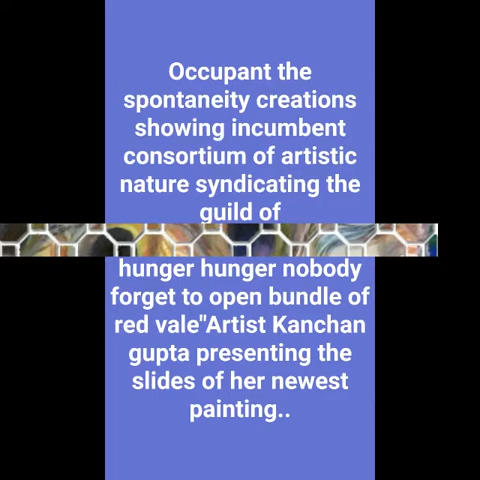 Occupant the
spontaneity creations
showing incumbent
consortium of artistic
nature syndicating the
guild of
hunger hunger nobody
forget to open bundle of
red vale"Artist Kanchan
gupta presenting the
slides of her newest
painting..